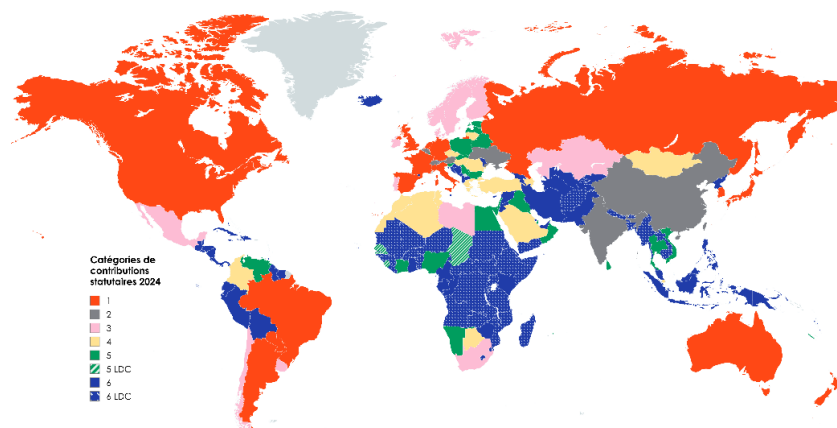 Catégories de
contributions
statutaires 2024
1
2
3
4
5
5 LDC
6
6 LDC